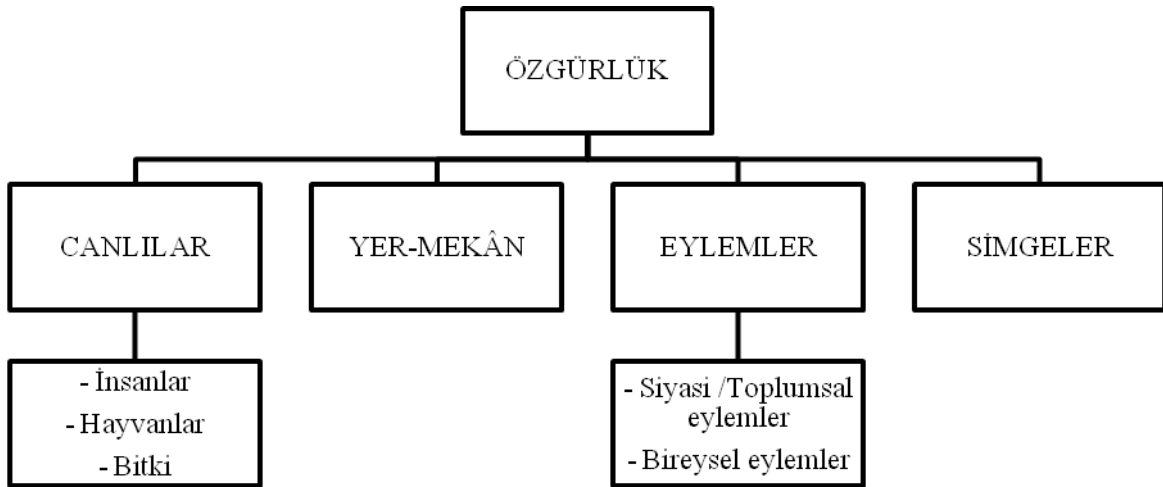 ÖZGÜRLÜK
CANLILAR
YER-MEKÂN
EYLEMLER
SİMGELER
- İnsanlar
- Hayvanlar
- Bitki
- Siyasi /Toplumsal
eylemler
- Bireysel eylemler